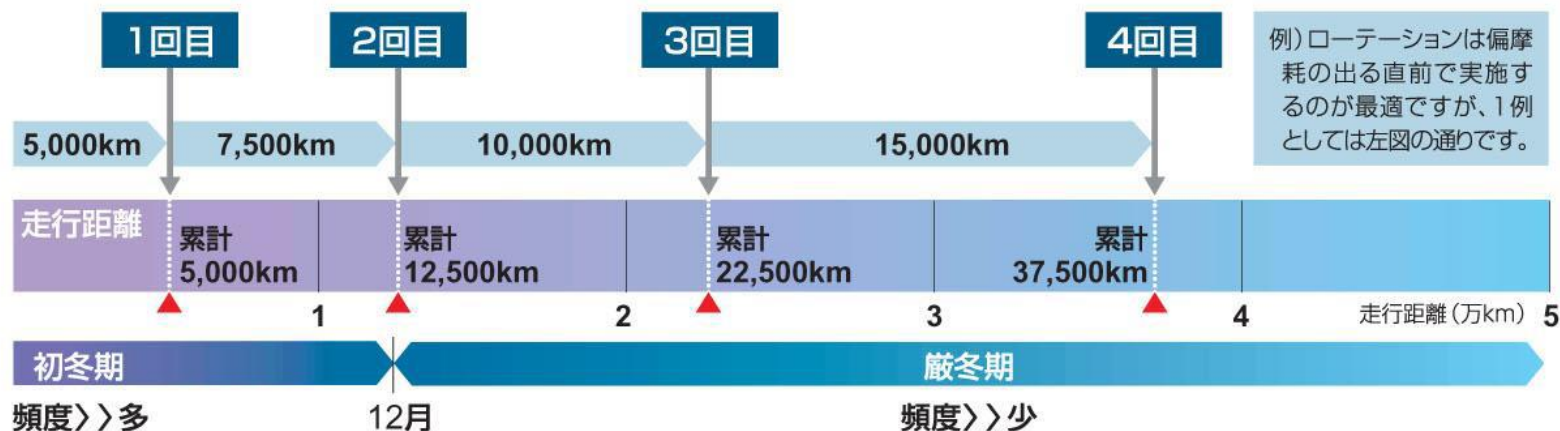 1回目
2回目
3回目
4回目
例）ローテーションは偏摩
耗の出る直前で実施す
るのが最適ですが、1例
としては左図の通りです。
5,000km
7,500km
10,000km
15,000km
走行距離
累計
5,000km
累計
12,500km
累計
22,500km
累計
37,500km
1
2
3
4
走行距離（万km）
5
初冬期
厳冬期
頻度〉〉多
12月
頻度〉〉少